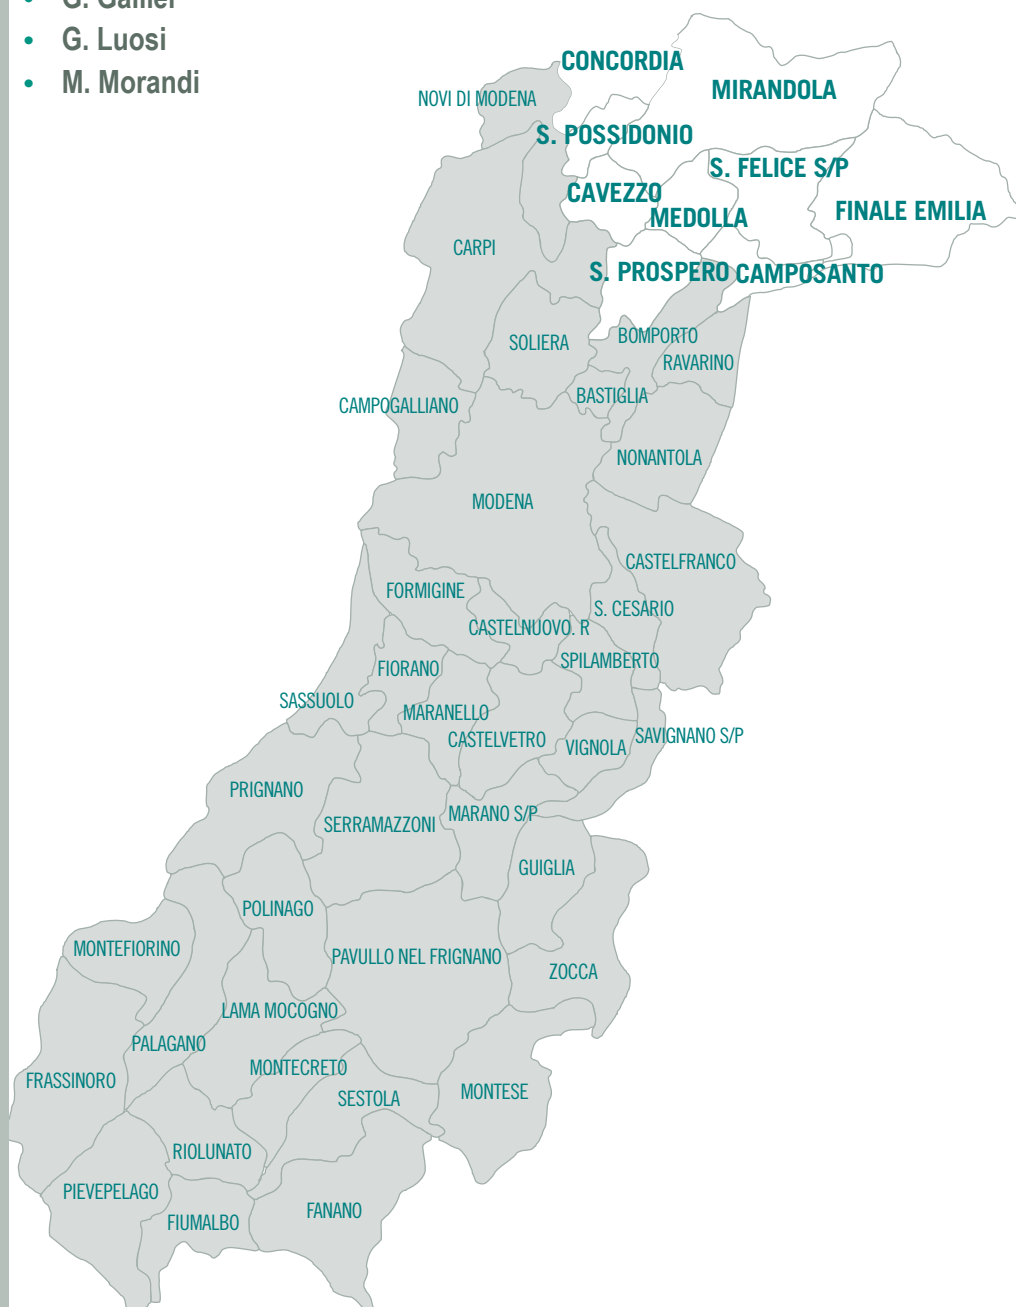 • G. Luosi
• M. Morandi
CONCORDIA
MIRANDOLA
NOVI DI MODENA
S. POSSIDONIO
S. FELICE S/P
CAVEZZO
MEDOLLA
FINALE EMILIA
CARPI
S. PROSPERO
CAMPOSANTO
SOLIERA
BOMPORTO
RAVARINO
BASTIGLIA
CAMPOGALLIANO
NONANTOLA
MODENA
CASTELFRANCO
FORMIGINE
S. CESARIO
CASTELNUOVO. R
SPILAMBERTO
FIORANO
SASSUOLO
MARANELLO
CASTELVETRO
VIGNOLA
SAVIGNANO S/P
PRIGNANO
SERRAMAZZONI
MARANO S/P
GUIGLIA
POLINAGO
MONTEFIORINO
PAVULLO NEL FRIGNANO
ZOCCA
LAMA MOCOGNO
PALAGANO
MONTECRETO
FRASSINORO
SESTOLA
MONTESE
RIOLUNATO
PIEVEPELAGO
FIUMALBO
FANANO